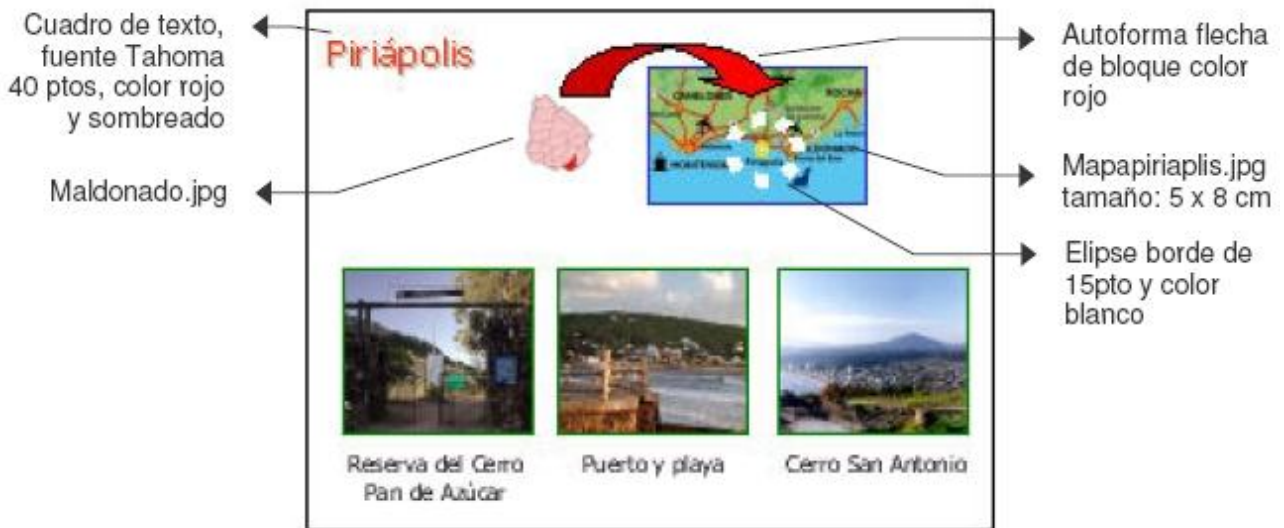 Cuadro de texto,
fuente Tahoma
40 ptos, color rojo
y sombreado
Maldonado.jpg
Piriápolis
CANELONES
ROCHA
Autoforma flecha
de bloque color
rojo
Mapapiriaplis.jpg
tamaño: 5 x 8 cm
Elipse borde de
15pto y color
blanco
Reserva del Cerro
Pan de Azúcar
Puerto y playa
Cerro San Antonio